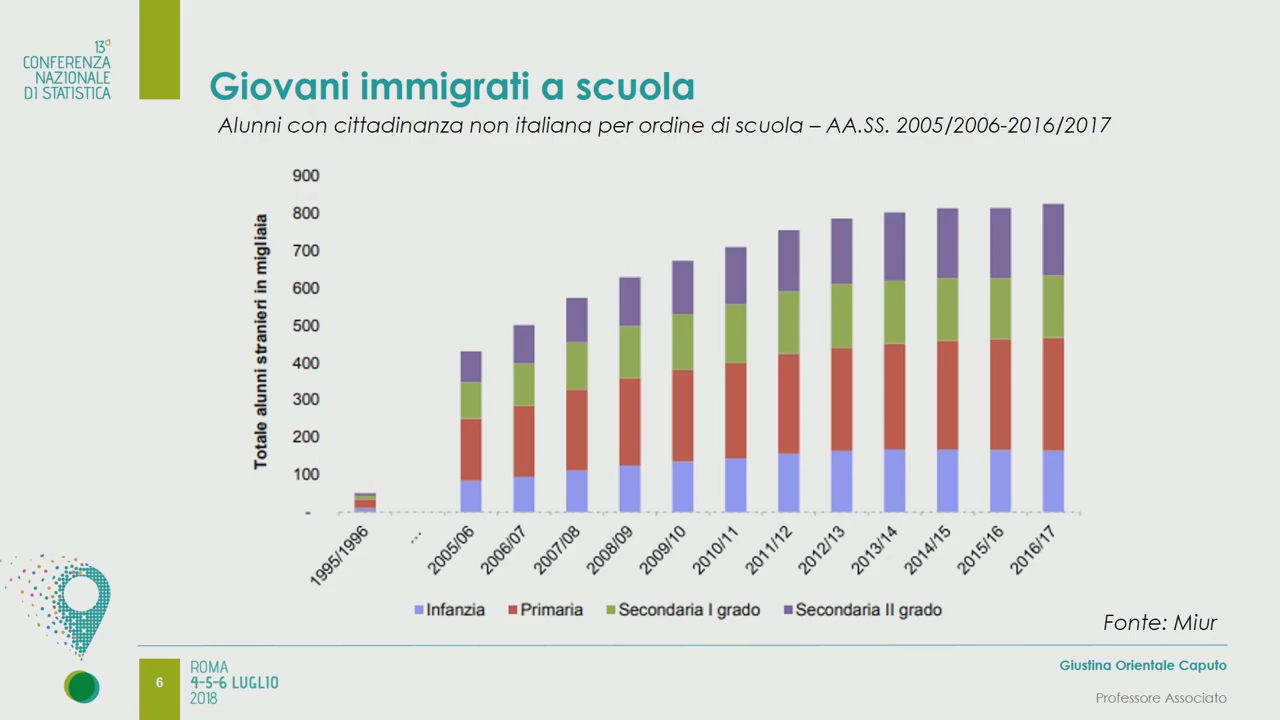 13ª
CONFERENZA
NAZIONALE
DI STATISTICA
Giovani immigrati a scuola
Alunni con cittadinanza non italiana per ordine di scuola – AA.SS. 2005/2006-2016/2017
Totale alunni stranieri in migliaia
900
800
700
600
500
400
300
200
100
-
1995/1996
...
2005/06
2006/07
2007/08
2008/09
2009/10
2010/11
2011/12
2012/13
2013/14
2014/15
2015/16
2016/17
Infanzia Primaria Secondaria I grado Secondaria II grado
Fonte: Miur
6
ROMA
4-5-6 LUGLIO
2018
Giustina Orientale Caputo
Professore Associato